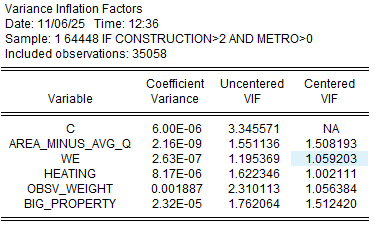 Variance Inflation Factors
Date: 11/06/25 Time: 12:36
Sample: 1 64448 IF CONSTRUCTION>2 AND METRO>0
Included observations: 35058
Coefficient Uncentered Centered
Variable Variance VIF VIF
C 6.00E-06 3.345571 NA
AREA_MINUS_AVG_Q 2.16E-09 1.551136 1.508193
WE 2.63E-07 1.195369 1.059203
HEATING 8.17E-06 1.622346 1.002111
OBSV_WEIGHT 0.001887 2.310113 1.056384
BIG_PROPERTY 2.32E-05 1.762064 1.512420